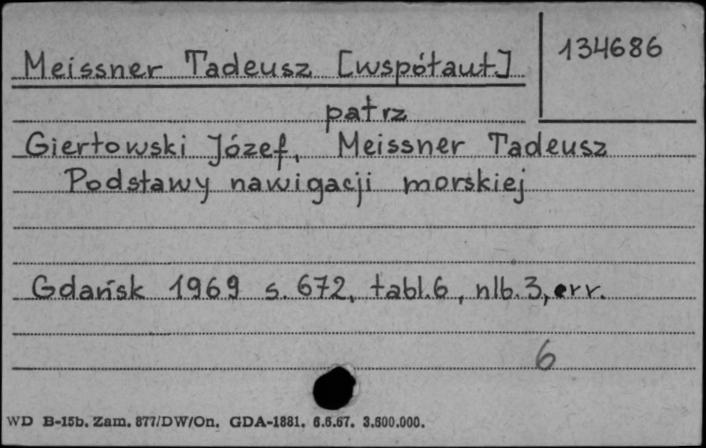 134686
Meissner Tadeusz [współaut]
patrz
Giertowski Józef, Meissner Tadeusz
Podstawy nawigacji morskiej
Gdańsk 1969 s. 672, tabl.6, nlb.3, err.
6
WD B-15b. Zam. 877/DW/On. GDA-1881. 6.6.67. 3.600.000.